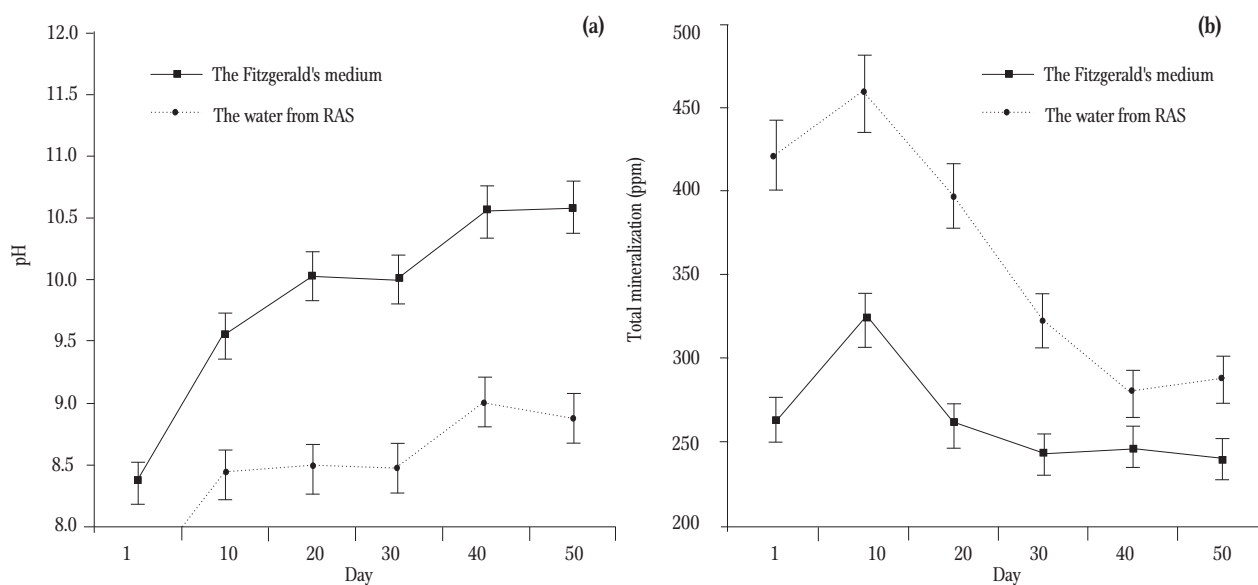 (a)
12.0
11.5
11.0
10.5
10.0
9.5
9.0
8.5
8.0
pH
The Fitzgerald's medium
The water from RAS
1 10 20 30 40 50
Day
(b)
500
450
400
350
300
250
200
Total mineralization (ppm)
The Fitzgerald's medium
The water from RAS
1 10 20 30 40 50
Day